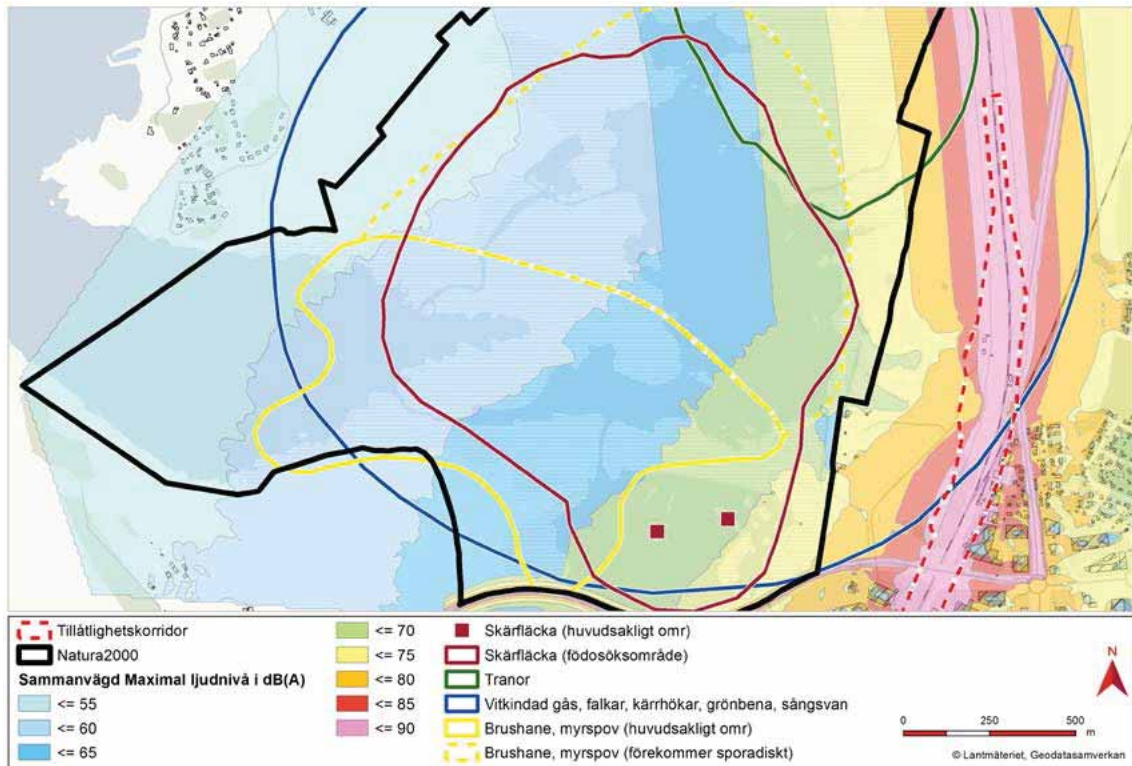 Tillåtlighetskorridor
Natura2000
Sammanvägd Maximal ljudnivå i dB(A)
<= 55
<= 60
<= 65
<= 70
<= 75
<= 80
<= 85
<= 90
Skärfläcka (huvudsakligt omr)
Skärfläcka (födosöksområde)
Tranor
Vitkindad gås, falkar, kärrhökar, grönbena, sångsvan
Brushane, myrspov (huvudsakligt omr)
Brushane, myrspov (förekommer sporadiskt)
N
0 250 500
m
© Lantmäteriet, Geodatasamverkan